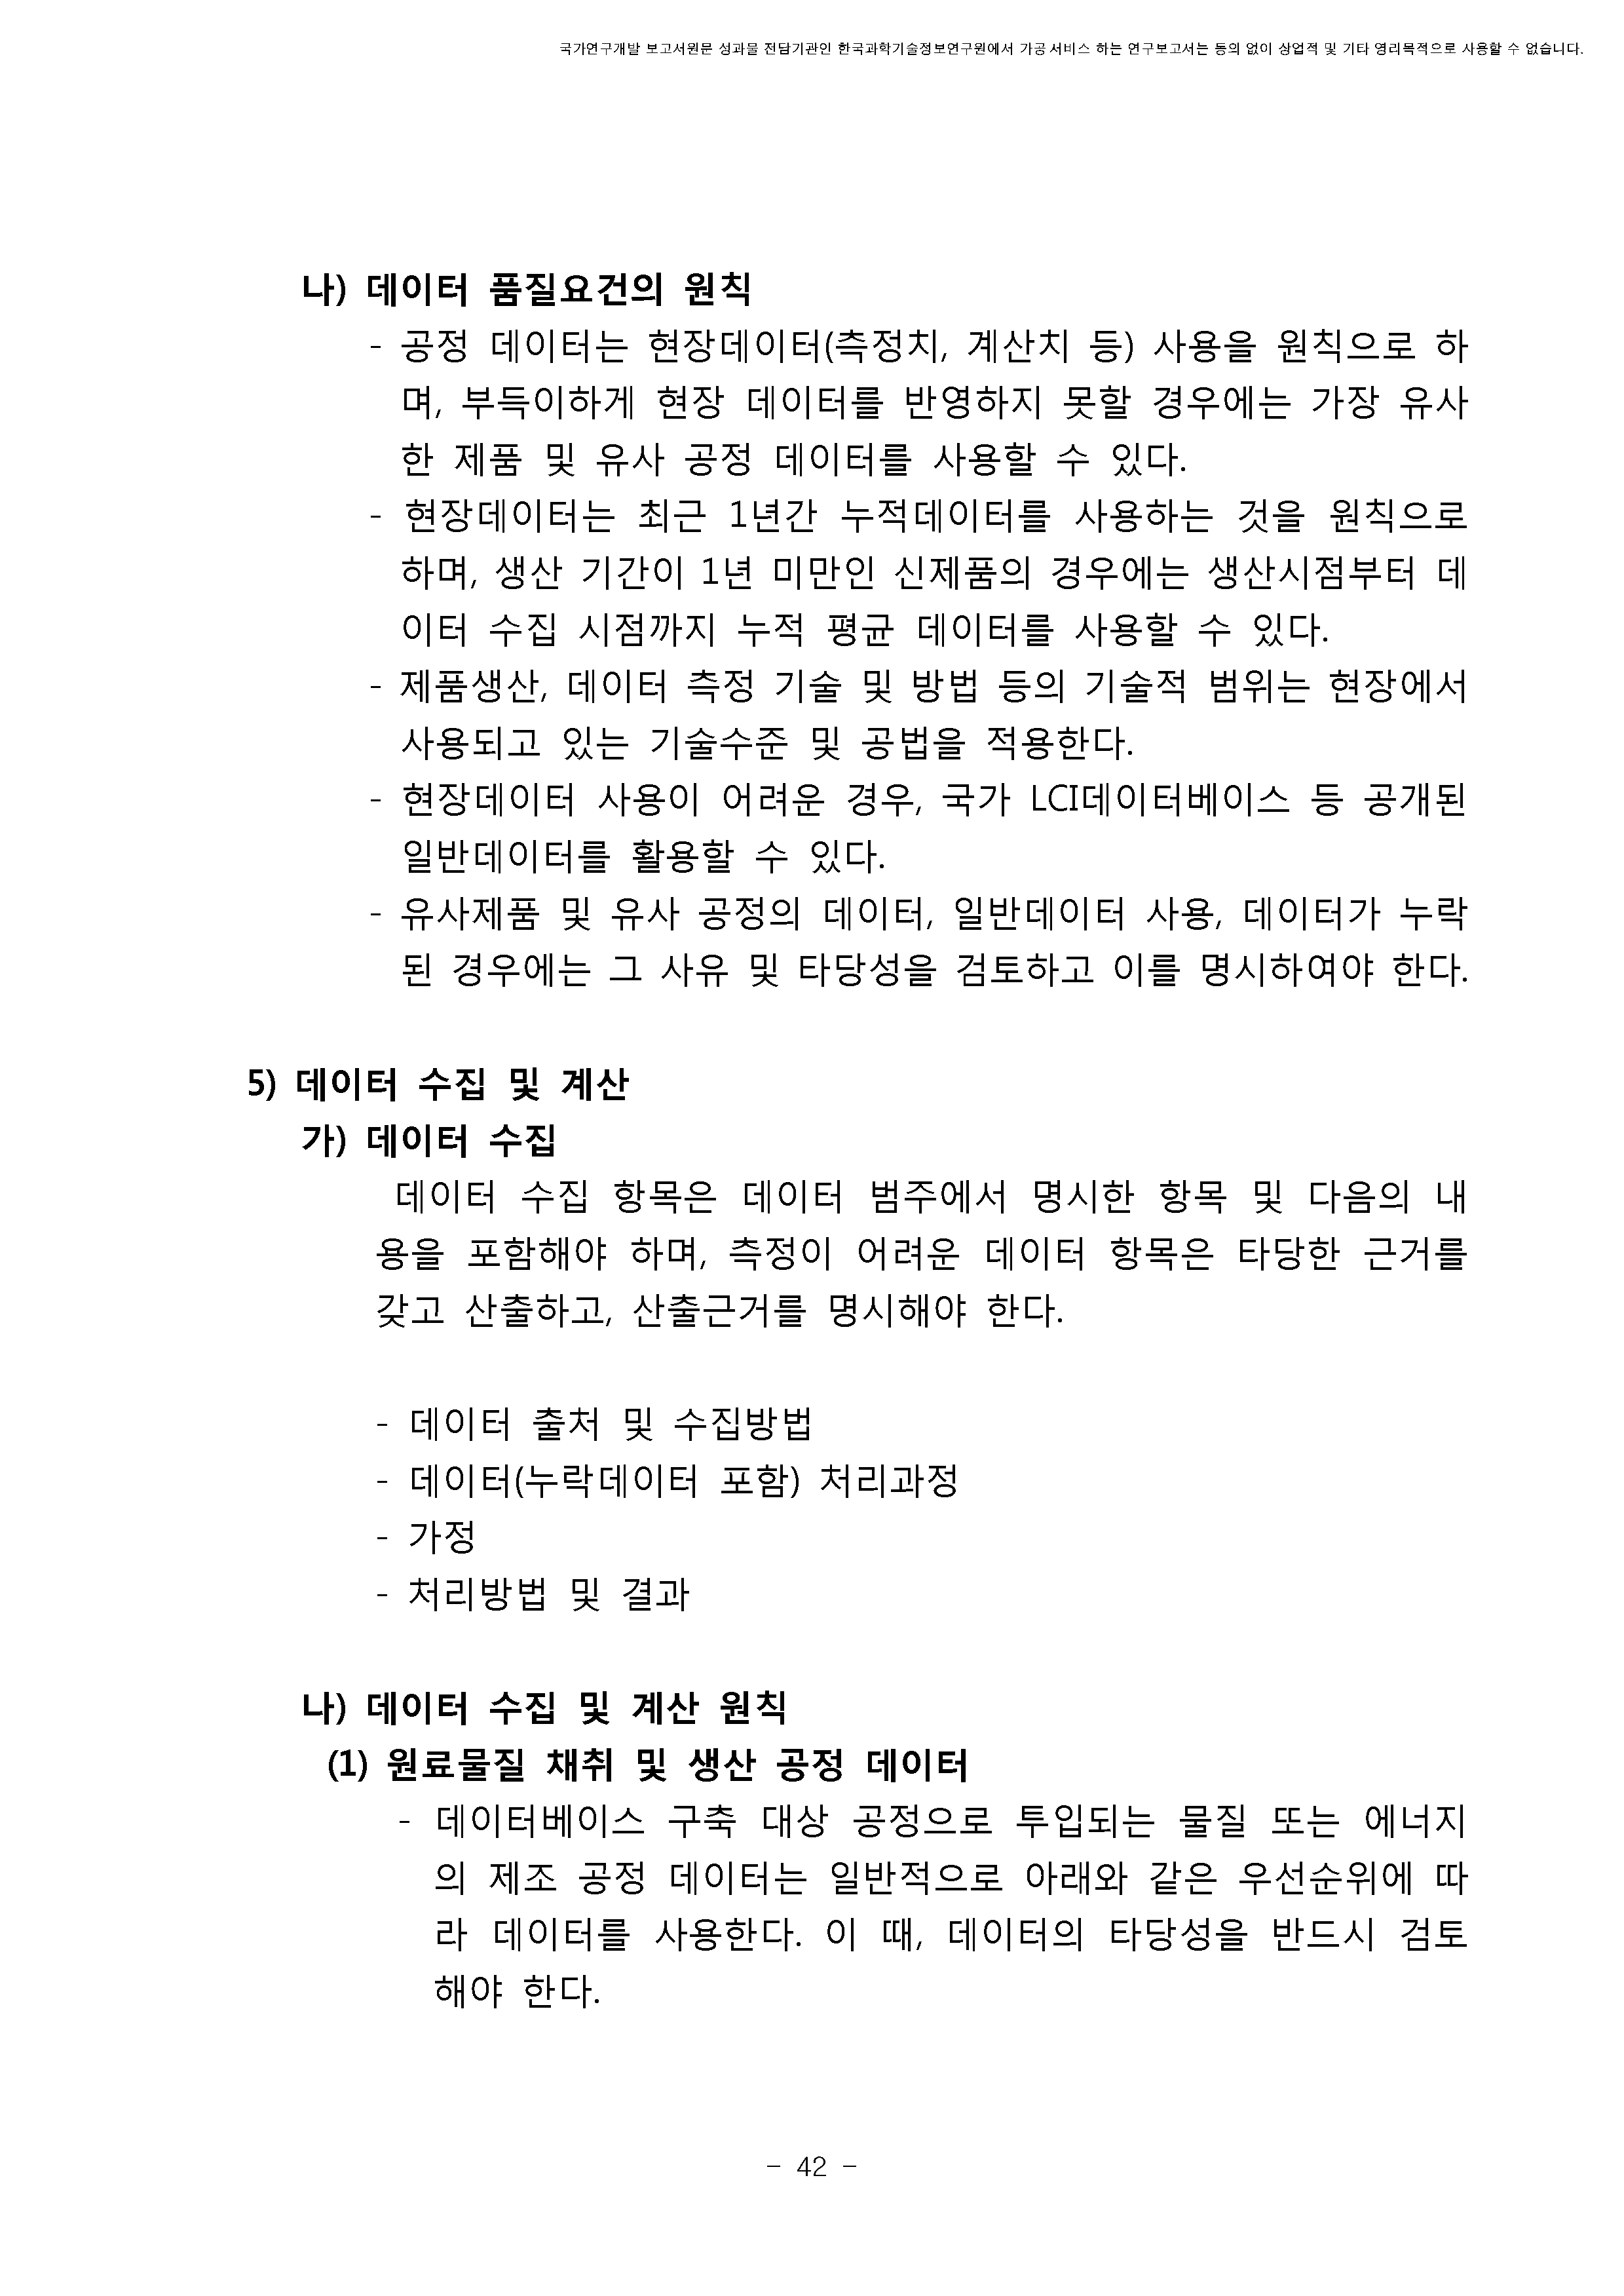 국가연구개발 보고서원문 성과물 전담기관인 한국과학기술정보연구원에서 가공·서비스 하는 연구보고서는 동의 없이 상업적 및 기타 영리목적으로 사용할 수 없습니다.
나) 데이터 품질요건의 원칙
- 공정 데이터는 현장데이터(측정치, 계산치 등) 사용을 원칙으로 하
며, 부득이하게 현장 데이터를 반영하지 못할 경우에는 가장 유사
한 제품 및 유사 공정 데이터를 사용할 수 있다.
- 현장데이터는 최근 1년간 누적데이터를 사용하는 것을 원칙으로
하며, 생산 기간이 1년 미만인 신제품의 경우에는 생산시점부터 데
이터 수집 시점까지 누적 평균 데이터를 사용할 수 있다.
- 제품생산, 데이터 측정 기술 및 방법 등의 기술적 범위는 현장에서
사용되고 있는 기술수준 및 공법을 적용한다.
- 현장데이터 사용이 어려운 경우, 국가 LCI데이터베이스 등 공개된
일반데이터를 활용할 수 있다.
- 유사제품 및 유사 공정의 데이터, 일반데이터 사용, 데이터가 누락
된 경우에는 그 사유 및 타당성을 검토하고 이를 명시하여야 한다.
5) 데이터 수집 및 계산
가) 데이터 수집
데이터 수집 항목은 데이터 범주에서 명시한 항목 및 다음의 내
용을 포함해야 하며, 측정이 어려운 데이터 항목은 타당한 근거를
갖고 산출하고, 산출근거를 명시해야 한다.
- 데이터 출처 및 수집방법
- 데이터(누락데이터 포함) 처리과정
- 가정
- 처리방법 및 결과
나) 데이터 수집 및 계산 원칙
(1) 원료물질 채취 및 생산 공정 데이터
- 데이터베이스 구축 대상 공정으로 투입되는 물질 또는 에너지
의 제조 공정 데이터는 일반적으로 아래와 같은 우선순위에 따
라 데이터를 사용한다. 이 때, 데이터의 타당성을 반드시 검토
해야 한다.
- 42 -